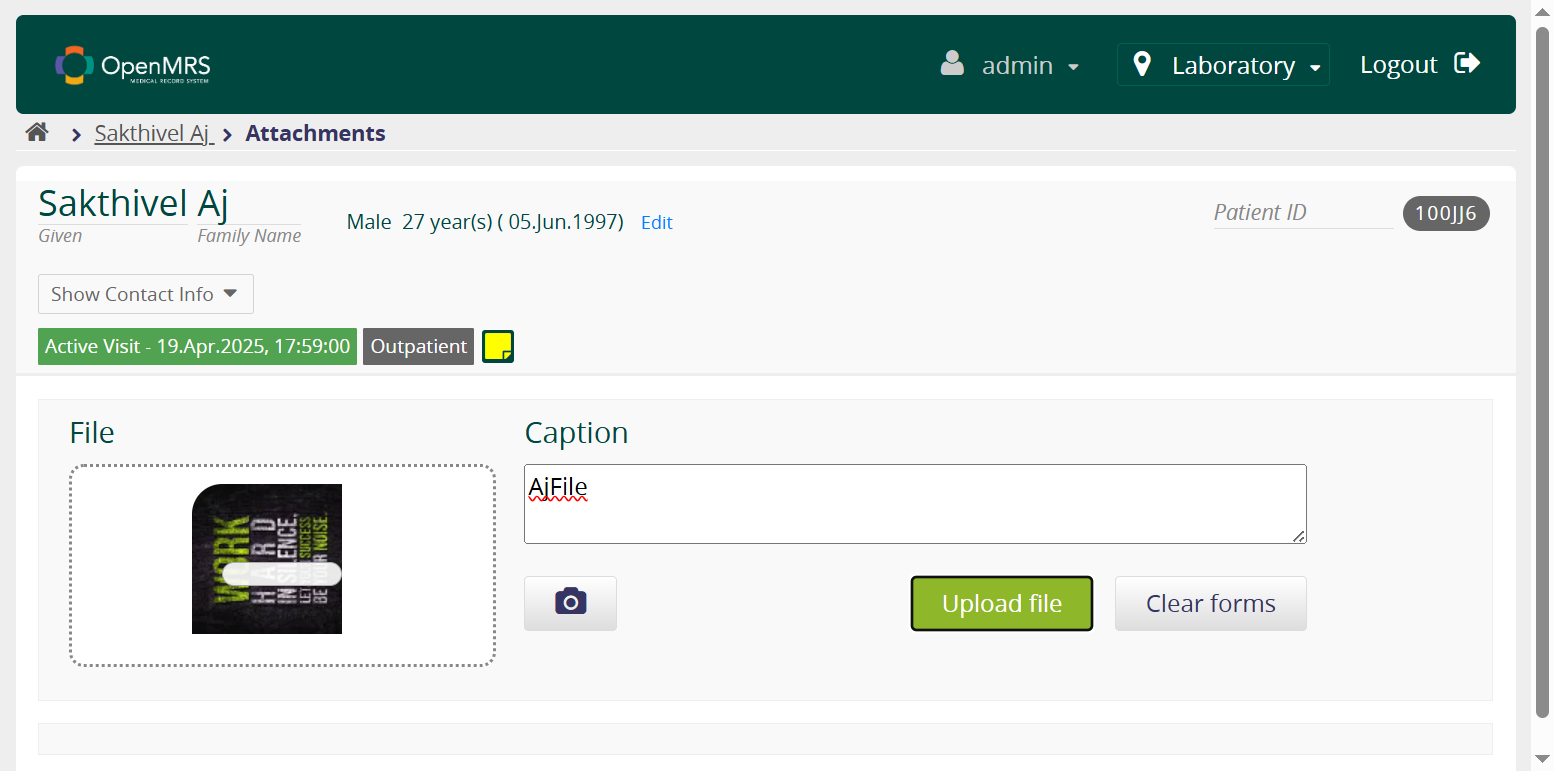 OpenMRS
MEDICAL RECORD SYSTEM
admin
Laboratory
Logout
Sakthivel Aj
Attachments
Sakthivel Aj
Given Family Name
Male 27 year(s) ( 05.Jun.1997) Edit
Patient ID 100JJ6
Show Contact Info
Active Visit - 19.Apr.2025, 17:59:00 Outpatient
File
WORK
HARD
IN SILENCE,
LET SUCCESS
BE YOUR NOISE.
Caption
AjFile
Upload file
Clear forms